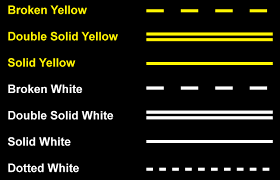 Broken Yellow
Double Solid Yellow
Solid Yellow
Broken White
Double Solid White
Solid White
Dotted White